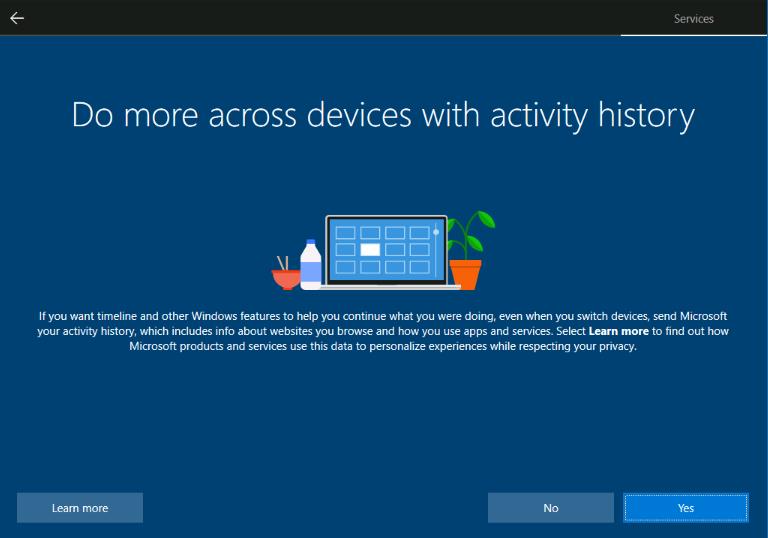 Services
Do more across devices with activity history
If you want timeline and other Windows features to help you continue what you were doing, even when you switch devices, send Microsoft
your activity history, which includes info about websites you browse and how you use apps and services. Select Learn more to find out how
Microsoft products and services use this data to personalize experiences while respecting your privacy.
Learn more
No
Yes